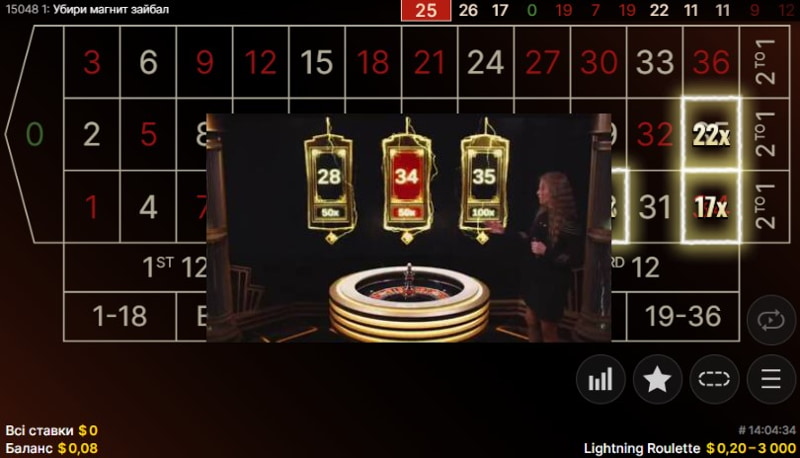 15048 1: Убири магнит зайбал
25 26 17 0 19 7 19 22 11 11 9 12
3 6 9 12 15 18 21 24 27 30 33 36 2 TO 1
0 2 5 32 22x 2 TO 1
28 34 35
50x 50x 100x
1 4 31 17x 2 TO 1
1ST 12 RD 12
1-18 19-36
Всі ставки $ 0
Баланс $ 0,08
# 14:04:34
Lightning Roulette $ 0,20 – 3 000